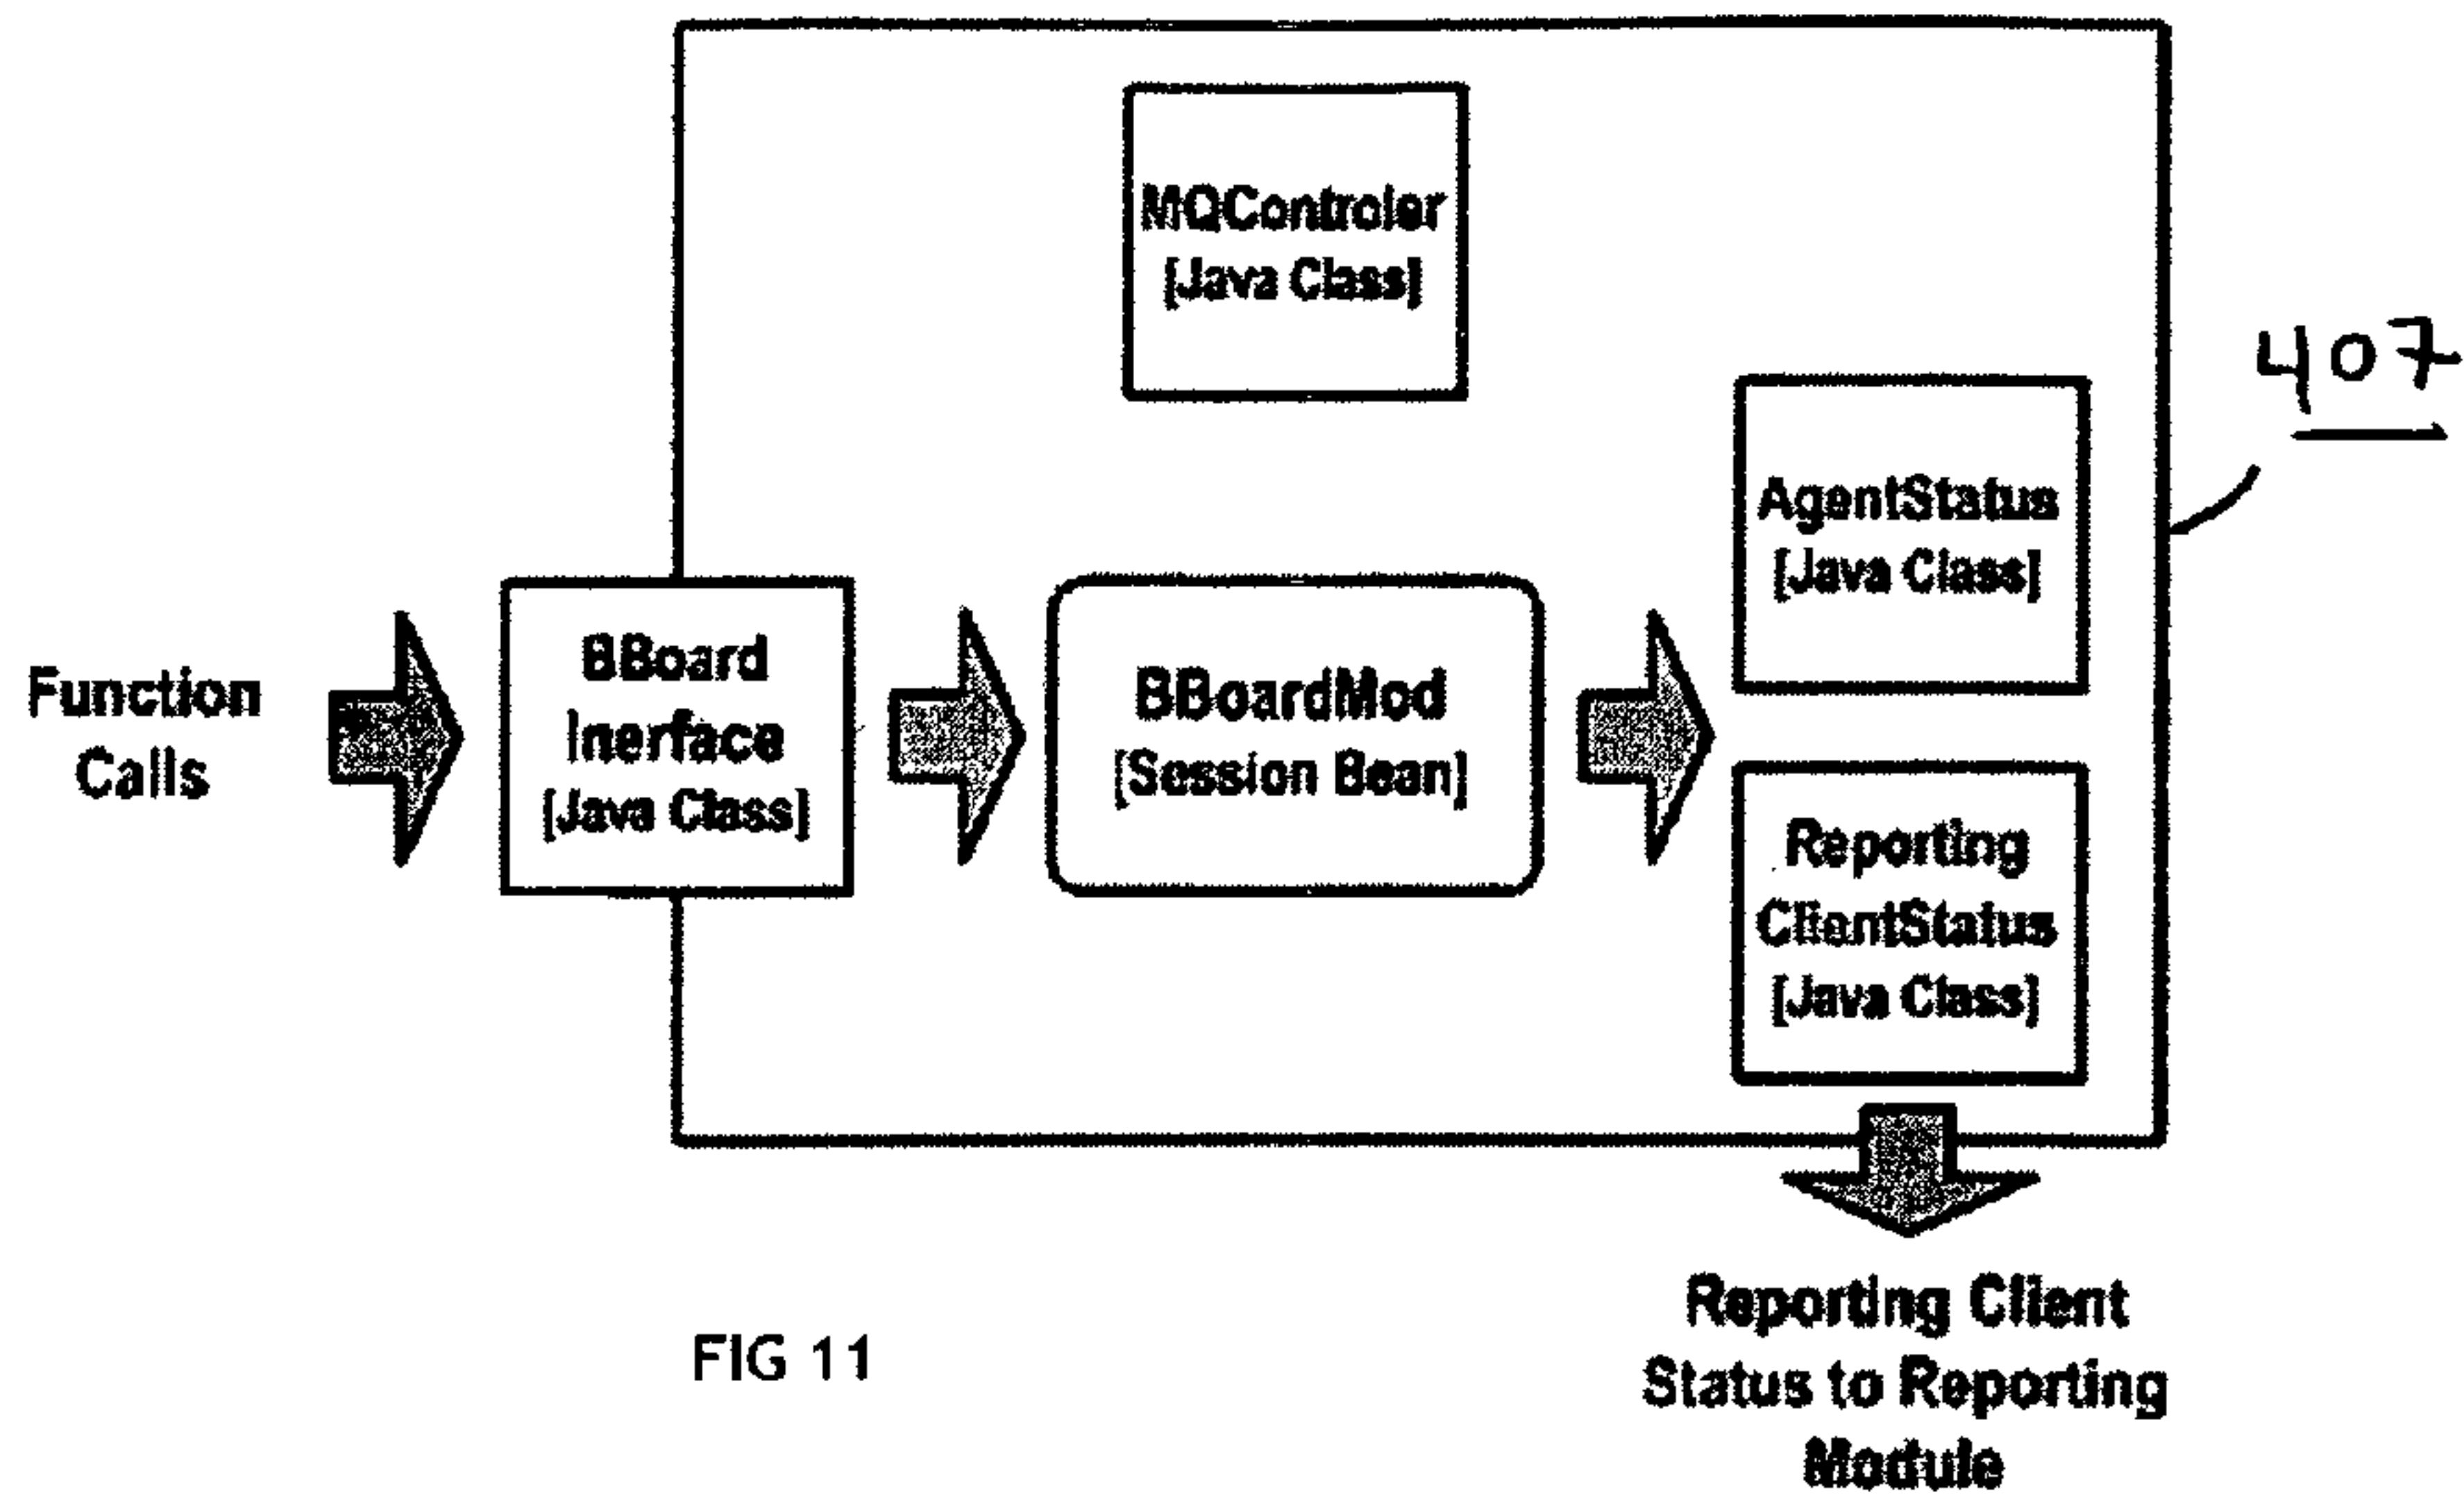 MQControler
[Java Class]
407
AgentStatus
[Java Class]
Function
Calls
BBoard
Inerface
[Java Class]
BBoardMod
[Session Bean]
Reporting
ClientStatus
[Java Class]
FIG 11
Reporting Client
Status to Reporting
Module